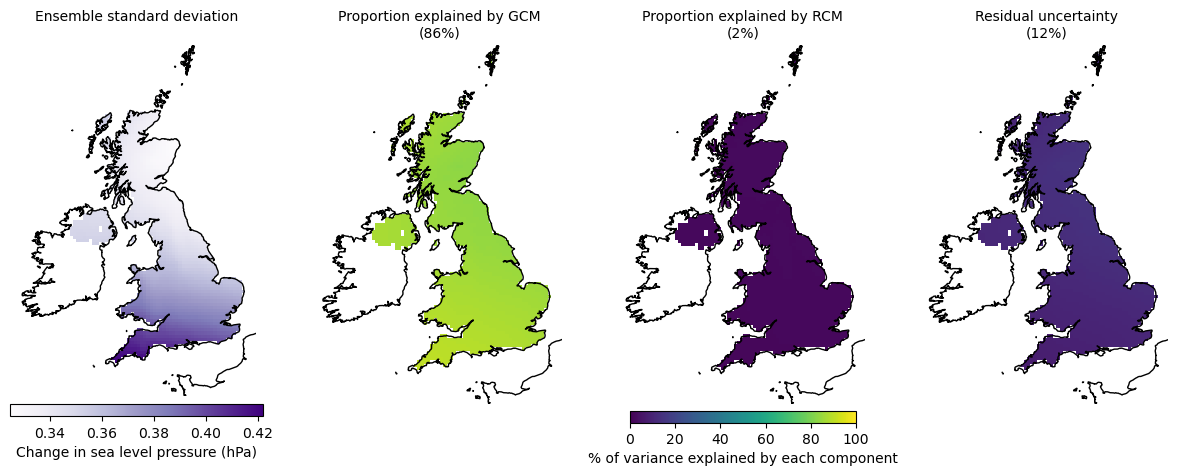 Ensemble standard deviation
Proportion explained by GCM
(86%)
Proportion explained by RCM
(2%)
Residual uncertainty
(12%)
0.34 0.36 0.38 0.40 0.42
Change in sea level pressure (hPa)
0 20 40 60 80 100
% of variance explained by each component